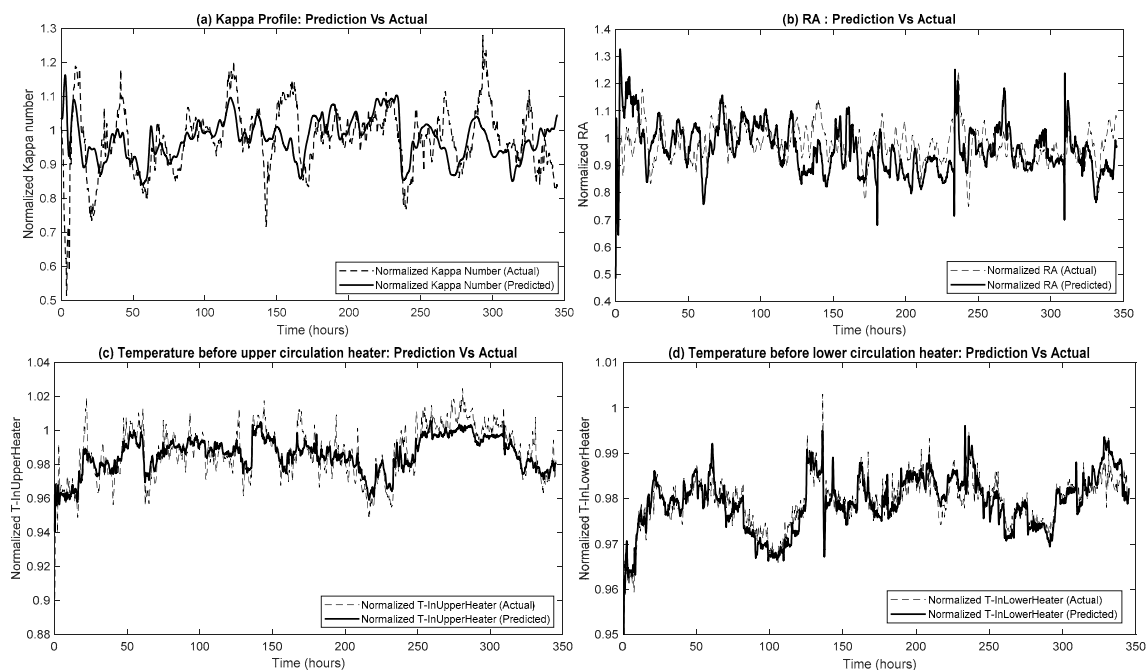 (a) Kappa Profile: Prediction Vs Actual
1.3
1.2
1.1
1
0.9
0.8
0.7
0.6
0.5
Normalized Kappa number
Normalized Kappa Number (Actual)
Normalized Kappa Number (Predicted)
0 50 100 150 200 250 300 350
Time (hours)
(b) RA : Prediction Vs Actual
1.4
1.3
1.2
1.1
1
0.9
0.8
0.7
0.6
0.5
0.4
Normalized RA
Normalized RA (Actual)
Normalized RA (Predicted)
0 50 100 150 200 250 300 350
Time (hours)
(c) Temperature before upper circulation heater: Prediction Vs Actual
1.04
1.02
1
0.98
0.96
0.94
0.92
0.9
0.88
Normalized T-InUpperHeater
Normalized T-InUpperHeater (Actual)
Normalized T-InUpperHeater (Predicted)
0 50 100 150 200 250 300 350
Time (hours)
(d) Temperature before lower circulation heater: Prediction Vs Actual
1.01
1
0.99
0.98
0.97
0.96
0.95
Normalized T-InLowerHeater
Normalized T-InLowerHeater (Actual)
Normalized T-InLowerHeater (Predicted)
0 50 100 150 200 250 300 350
Time (hours)